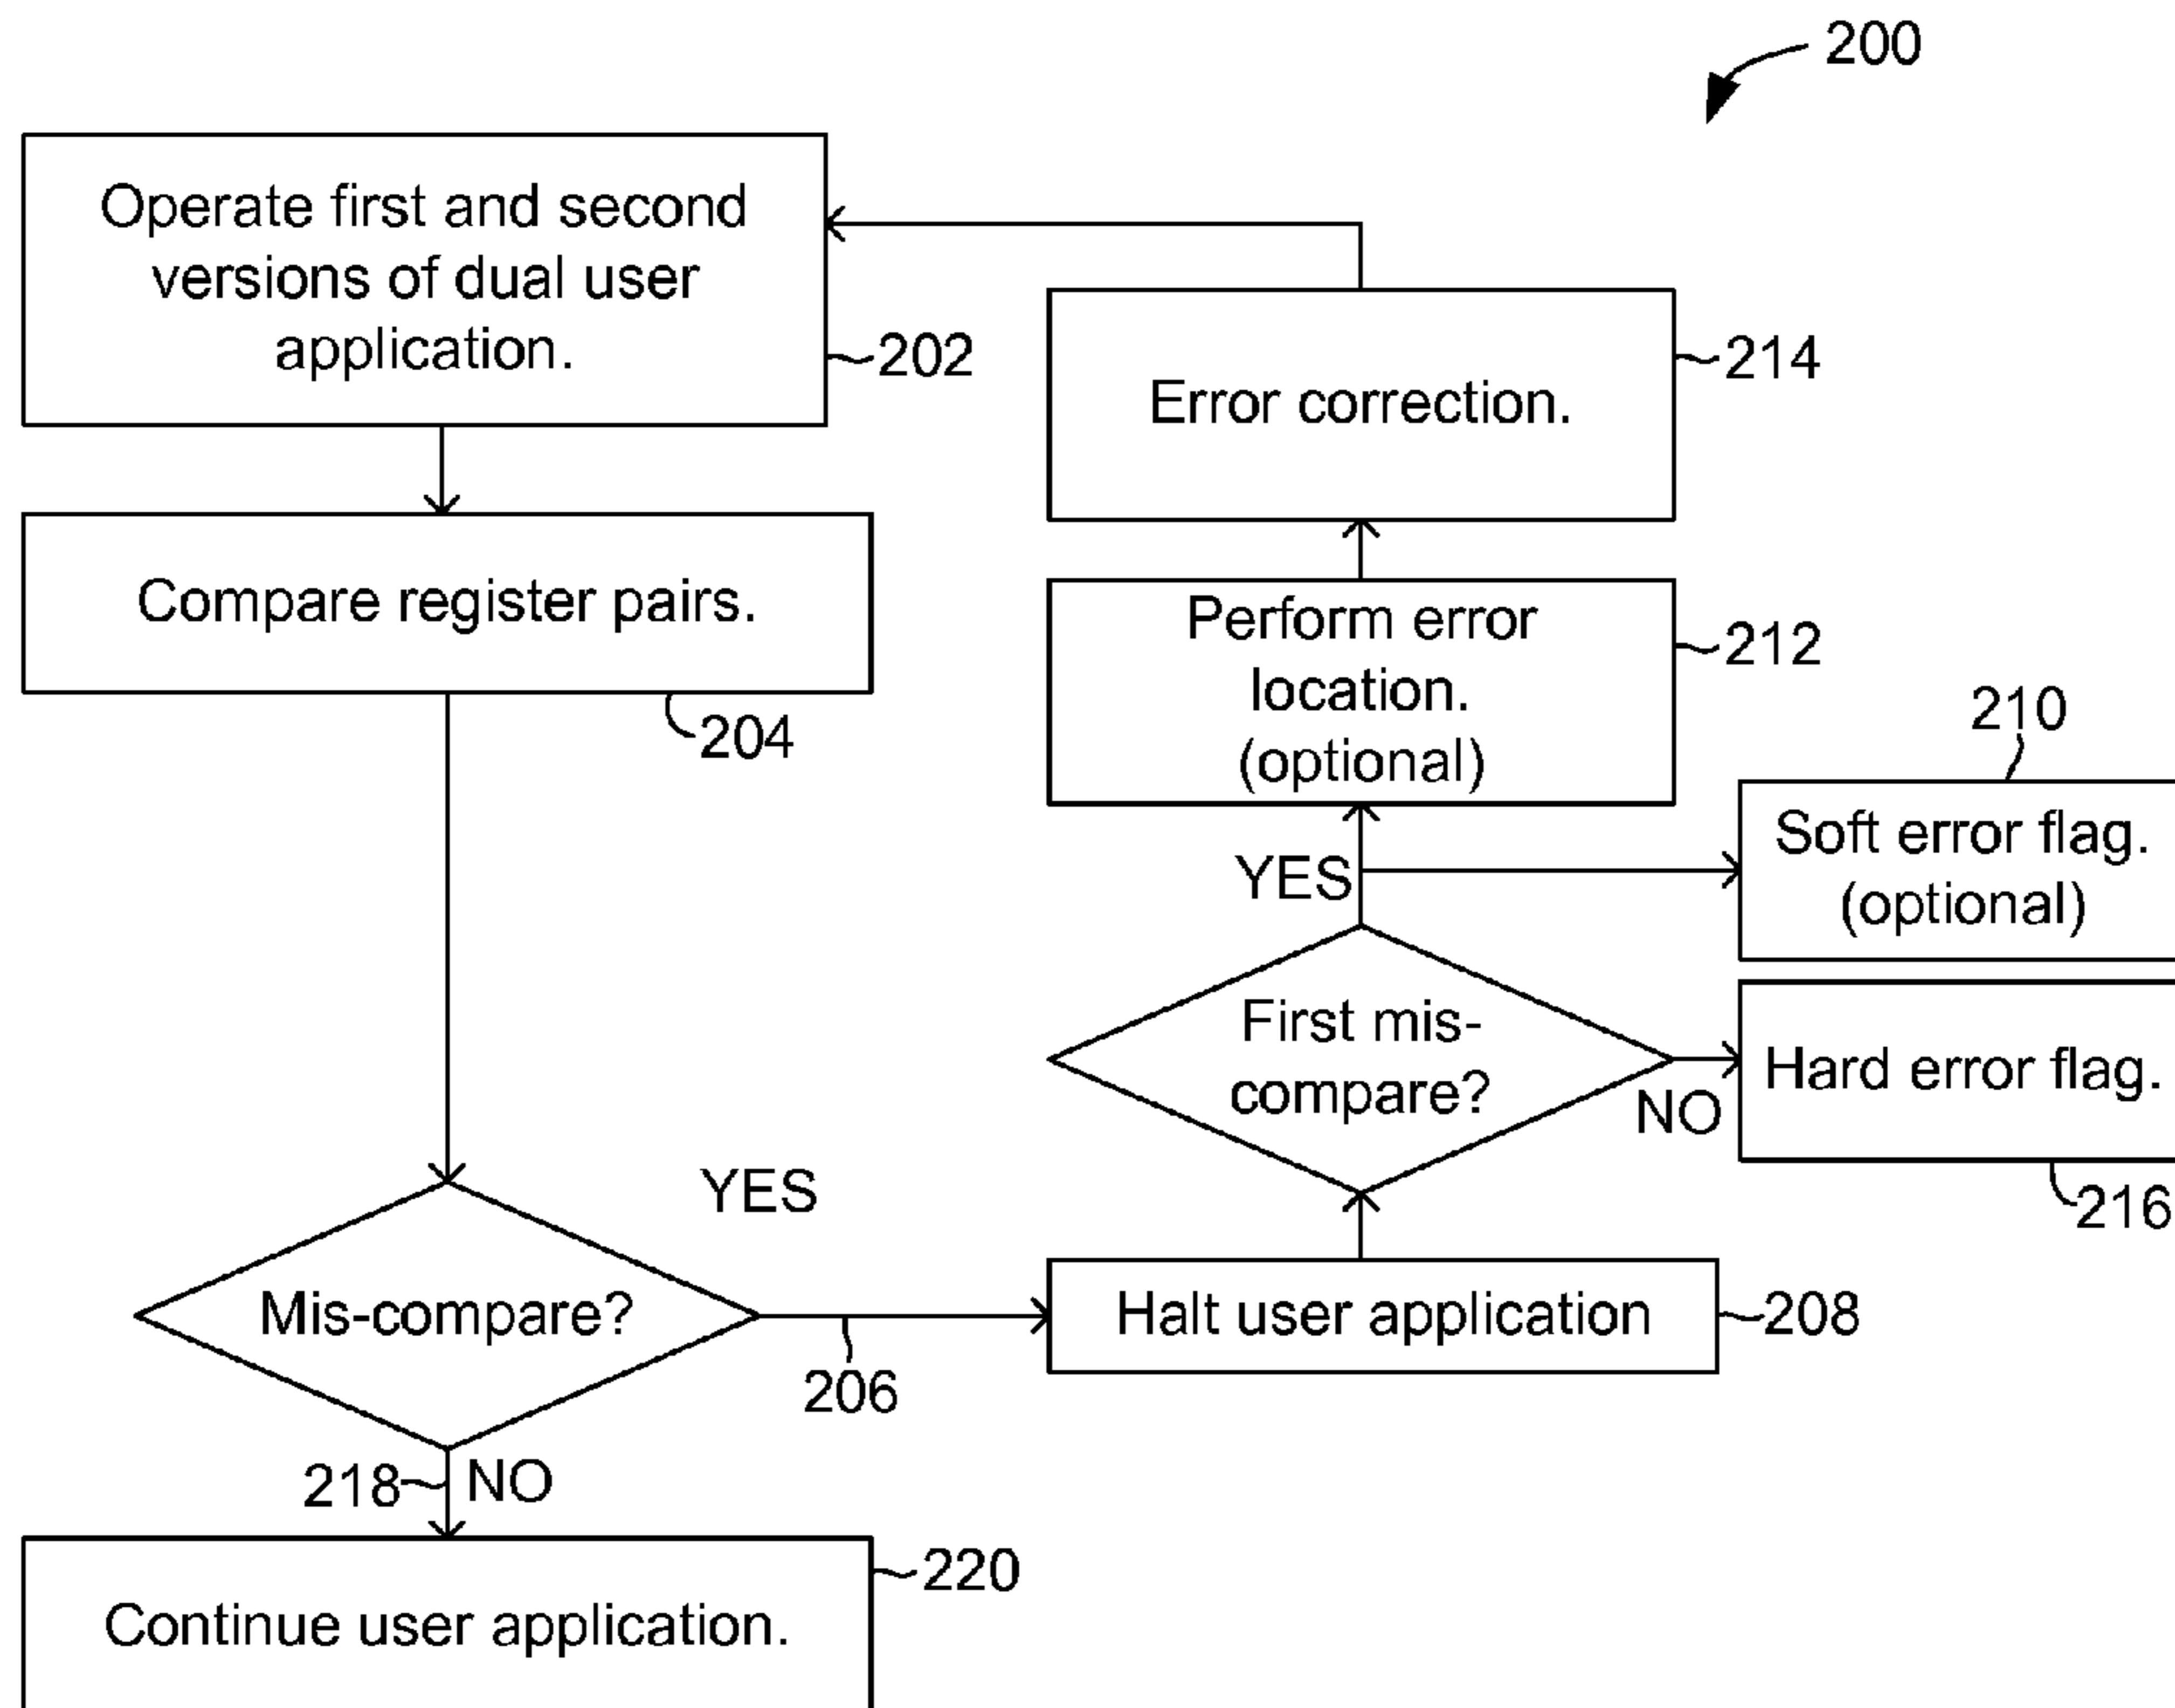 200
Operate first and second
versions of dual user
application.
202
Compare register pairs.
204
Mis-compare?
YES
206
218
NO
Continue user application.
220
Halt user application
208
First mis-
compare?
YES
NO
Soft error flag.
(optional)
210
Hard error flag.
216
Perform error
location.
(optional)
212
Error correction.
214